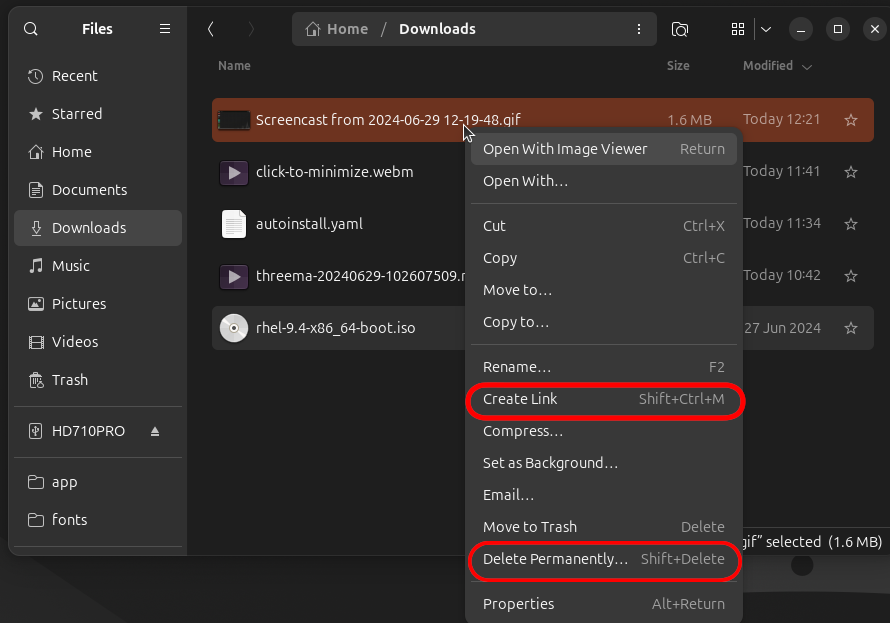 Files
Home / Downloads
Name Size Modified
Recent
Starred
Home
Documents
Downloads
Music
Pictures
Videos
Trash
HD710PRO
app
fonts
Screencast from 2024-06-29 12-19-48.gif 1.6 MB Today 12:21
click-to-minimize.webm Today 11:41
autoinstall.yaml Today 11:34
threema-20240629-102607509. Today 10:42
rhel-9.4-x86_64-boot.iso 27 Jun 2024
Open With Image Viewer Return
Open With…
Cut Ctrl+X
Copy Ctrl+C
Move to…
Copy to…
Rename… F2
Create Link Shift+Ctrl+M
Compress…
Set as Background…
Email…
Move to Trash Delete
Delete Permanently… Shift+Delete
Properties Alt+Return
gif” selected (1.6 MB)